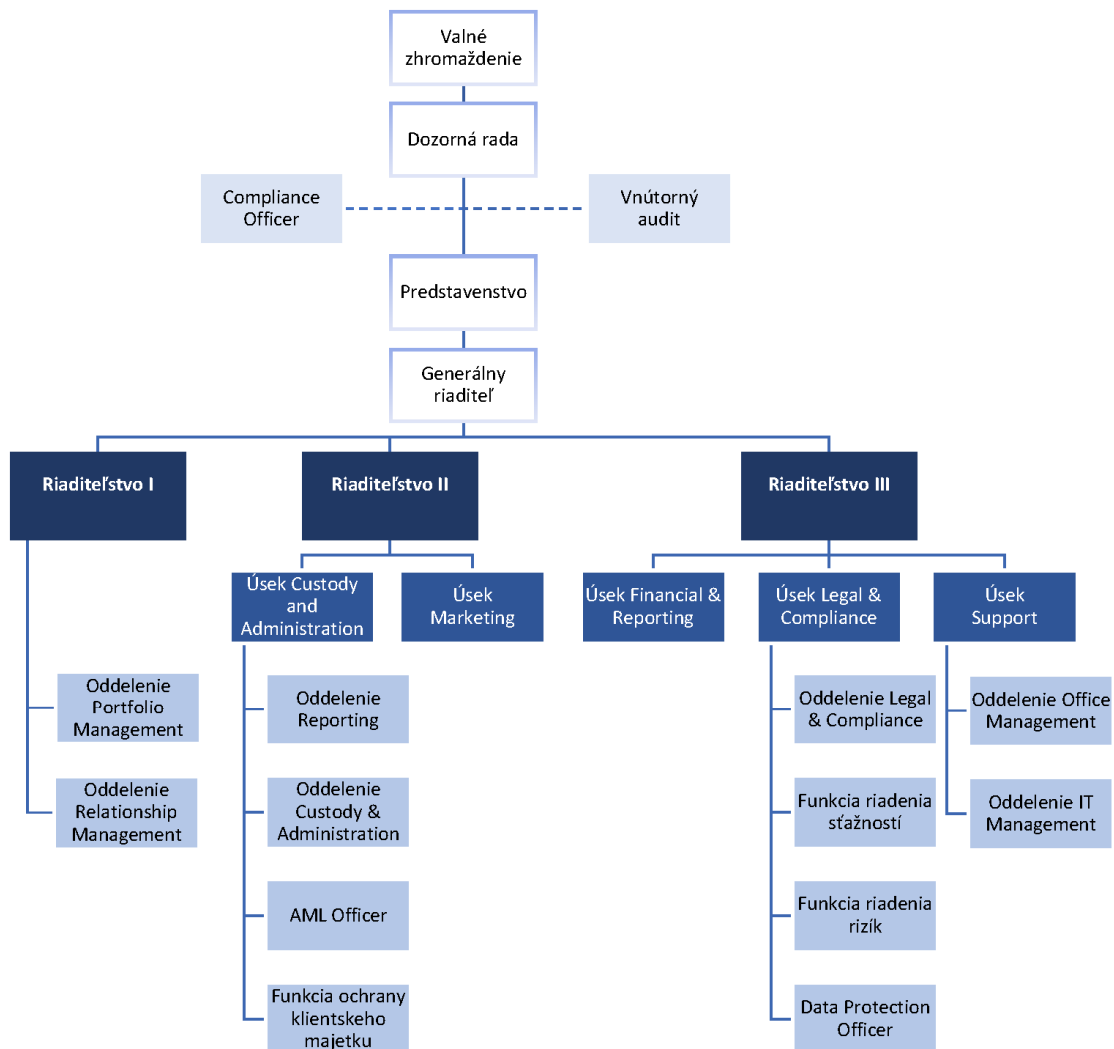 Valné
zhromaždenie
Dozorná rada
Compliance
Officer
Vnútorný
audit
Predstavenstvo
Generálny
riaditeľ
Riaditeľstvo I
Riaditeľstvo II
Riaditeľstvo III
Úsek Custody
and
Administration
Úsek
Marketing
Úsek Financial &
Reporting
Úsek Legal &
Compliance
Úsek
Support
Oddelenie
Portfolio
Management
Oddelenie
Relationship
Management
Oddelenie
Reporting
Oddelenie
Custody &
Administration
AML Officer
Funkcia ochrany
klientskeho
majetku
Oddelenie Legal
& Compliance
Funkcia riadenia
sťažností
Funkcia riadenia
rizík
Data Protection
Officer
Oddelenie Office
Management
Oddelenie IT
Management